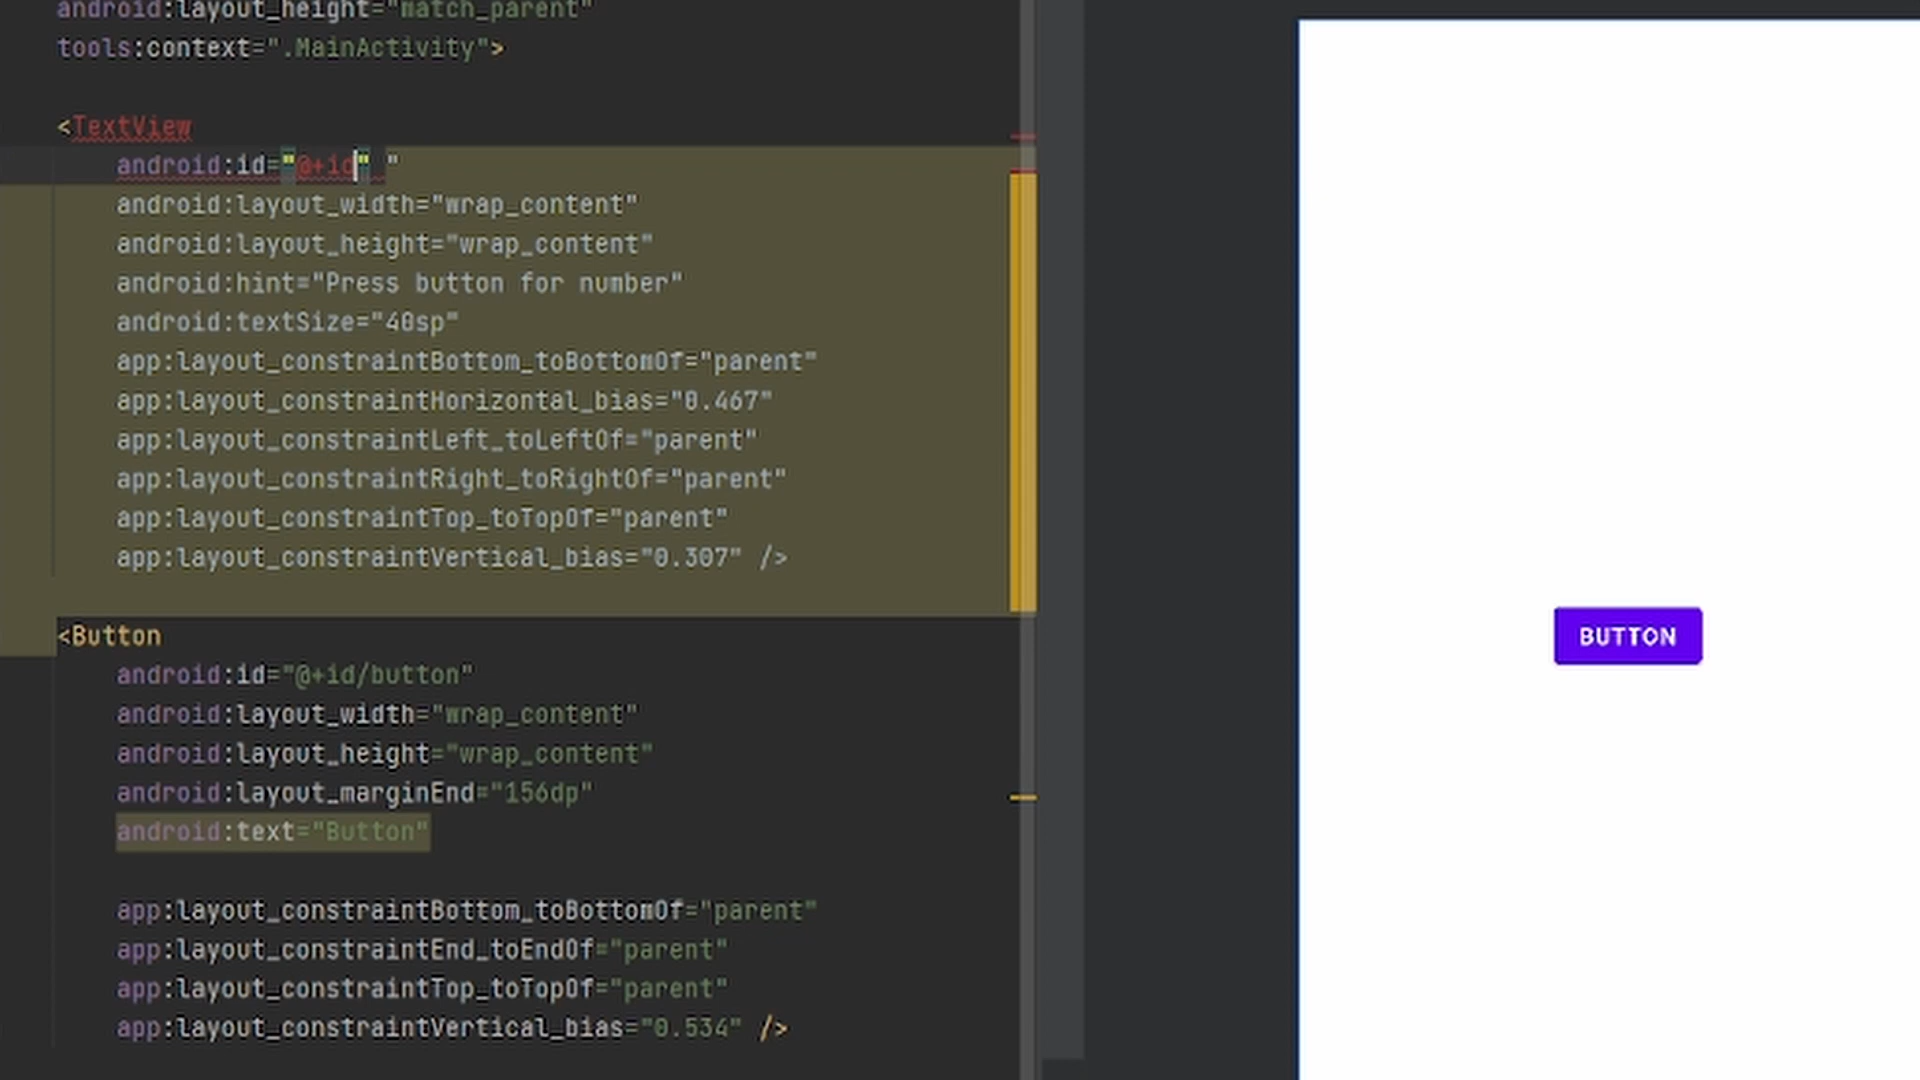 android:layout_height="match_parent"
tools:context=".MainActivity">
<TextView
android:id="@+id" "
android:layout_width="wrap_content"
android:layout_height="wrap_content"
android:hint="Press button for number"
android:textSize="40sp"
app:layout_constraintBottom_toBottomOf="parent"
app:layout_constraintHorizontal_bias="0.467"
app:layout_constraintLeft_toLeftOf="parent"
app:layout_constraintRight_toRightOf="parent"
app:layout_constraintTop_toTopOf="parent"
app:layout_constraintVertical_bias="0.307" />
<Button
android:id="@+id/button"
android:layout_width="wrap_content"
android:layout_height="wrap_content"
android:layout_marginEnd="156dp"
android:text="Button"
app:layout_constraintBottom_toBottomOf="parent"
app:layout_constraintEnd_toEndOf="parent"
app:layout_constraintTop_toTopOf="parent"
app:layout_constraintVertical_bias="0.534" />
BUTTON